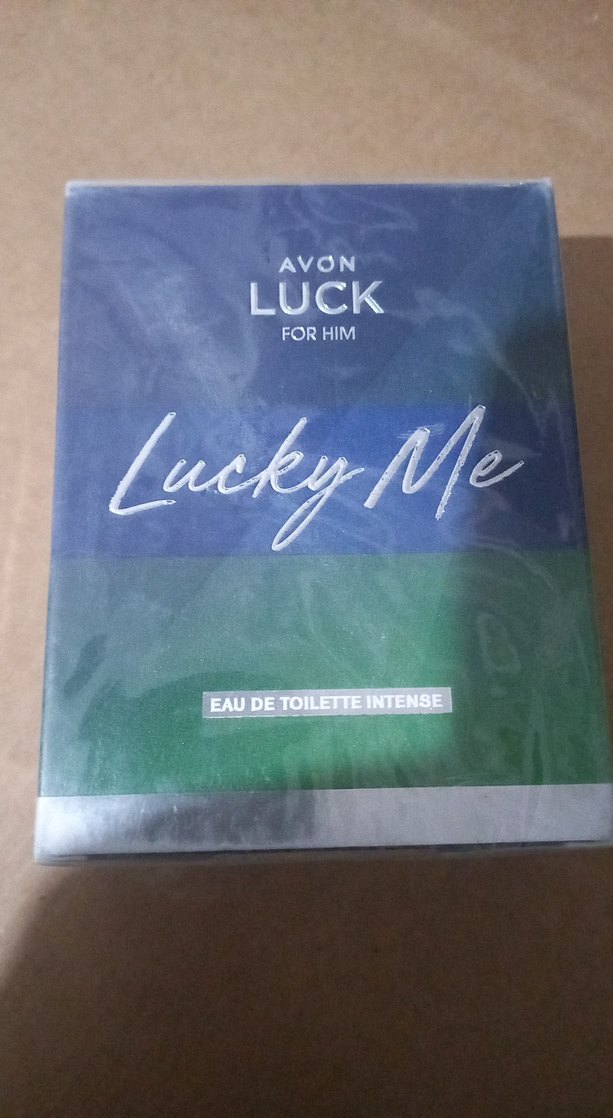 AVON
LUCK
FOR HIM
Lucky Me
EAU DE TOILETTE INTENSE